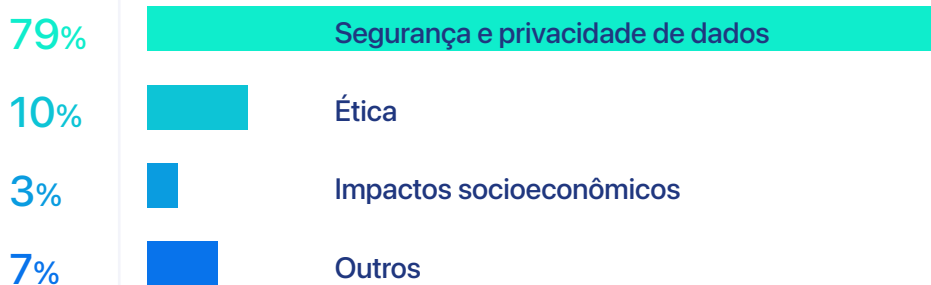 79% Segurança e privacidade de dados
10% Ética
3% Impactos socioeconômicos
7% Outros